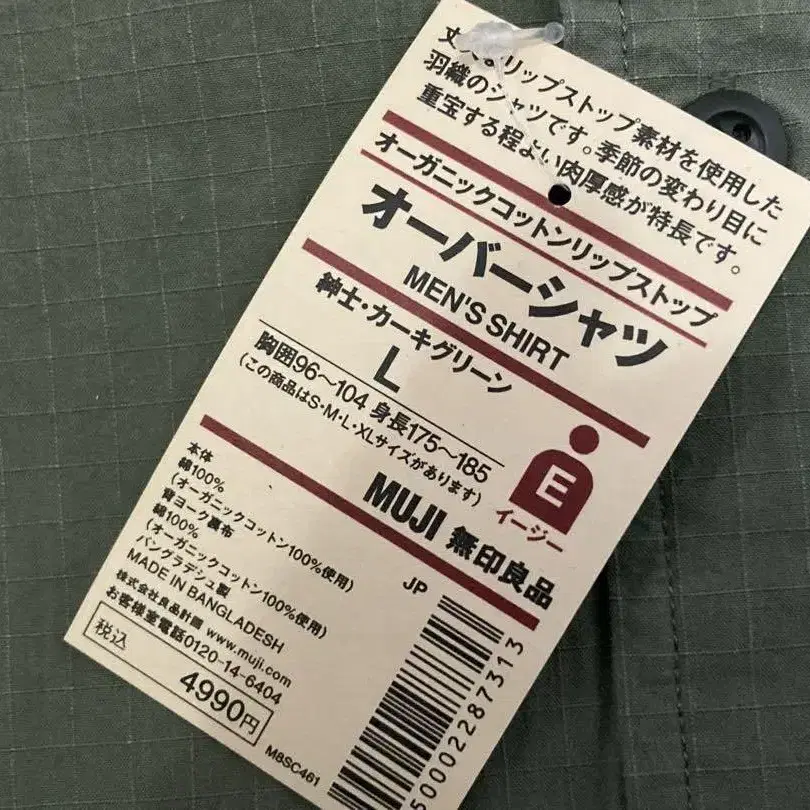 リップストップ素材を使用した
羽織のシャツです。季節の変わり目に
重宝する程よい肉厚感が特長です。
オーガニックコットンリップストップ
オーバーシャツ
MEN'S SHIRT
紳士・カーキグリーン
L
胸囲96～104 身長175～185
(この商品はS・M・L・XLサイズがあります)
E
イージー
MUJI 無印良品
本体
綿100%
(オーガニックコットン100%使用)
背ヨーク裏布
綿100%
(オーガニックコットン100%使用)
バングラデシュ製
MADE IN BANGLADESH
株式会社良品計画 www.muji.com
お客様室電話0120-14-6404
税込
4990円
JP
50002287313
M8SC461